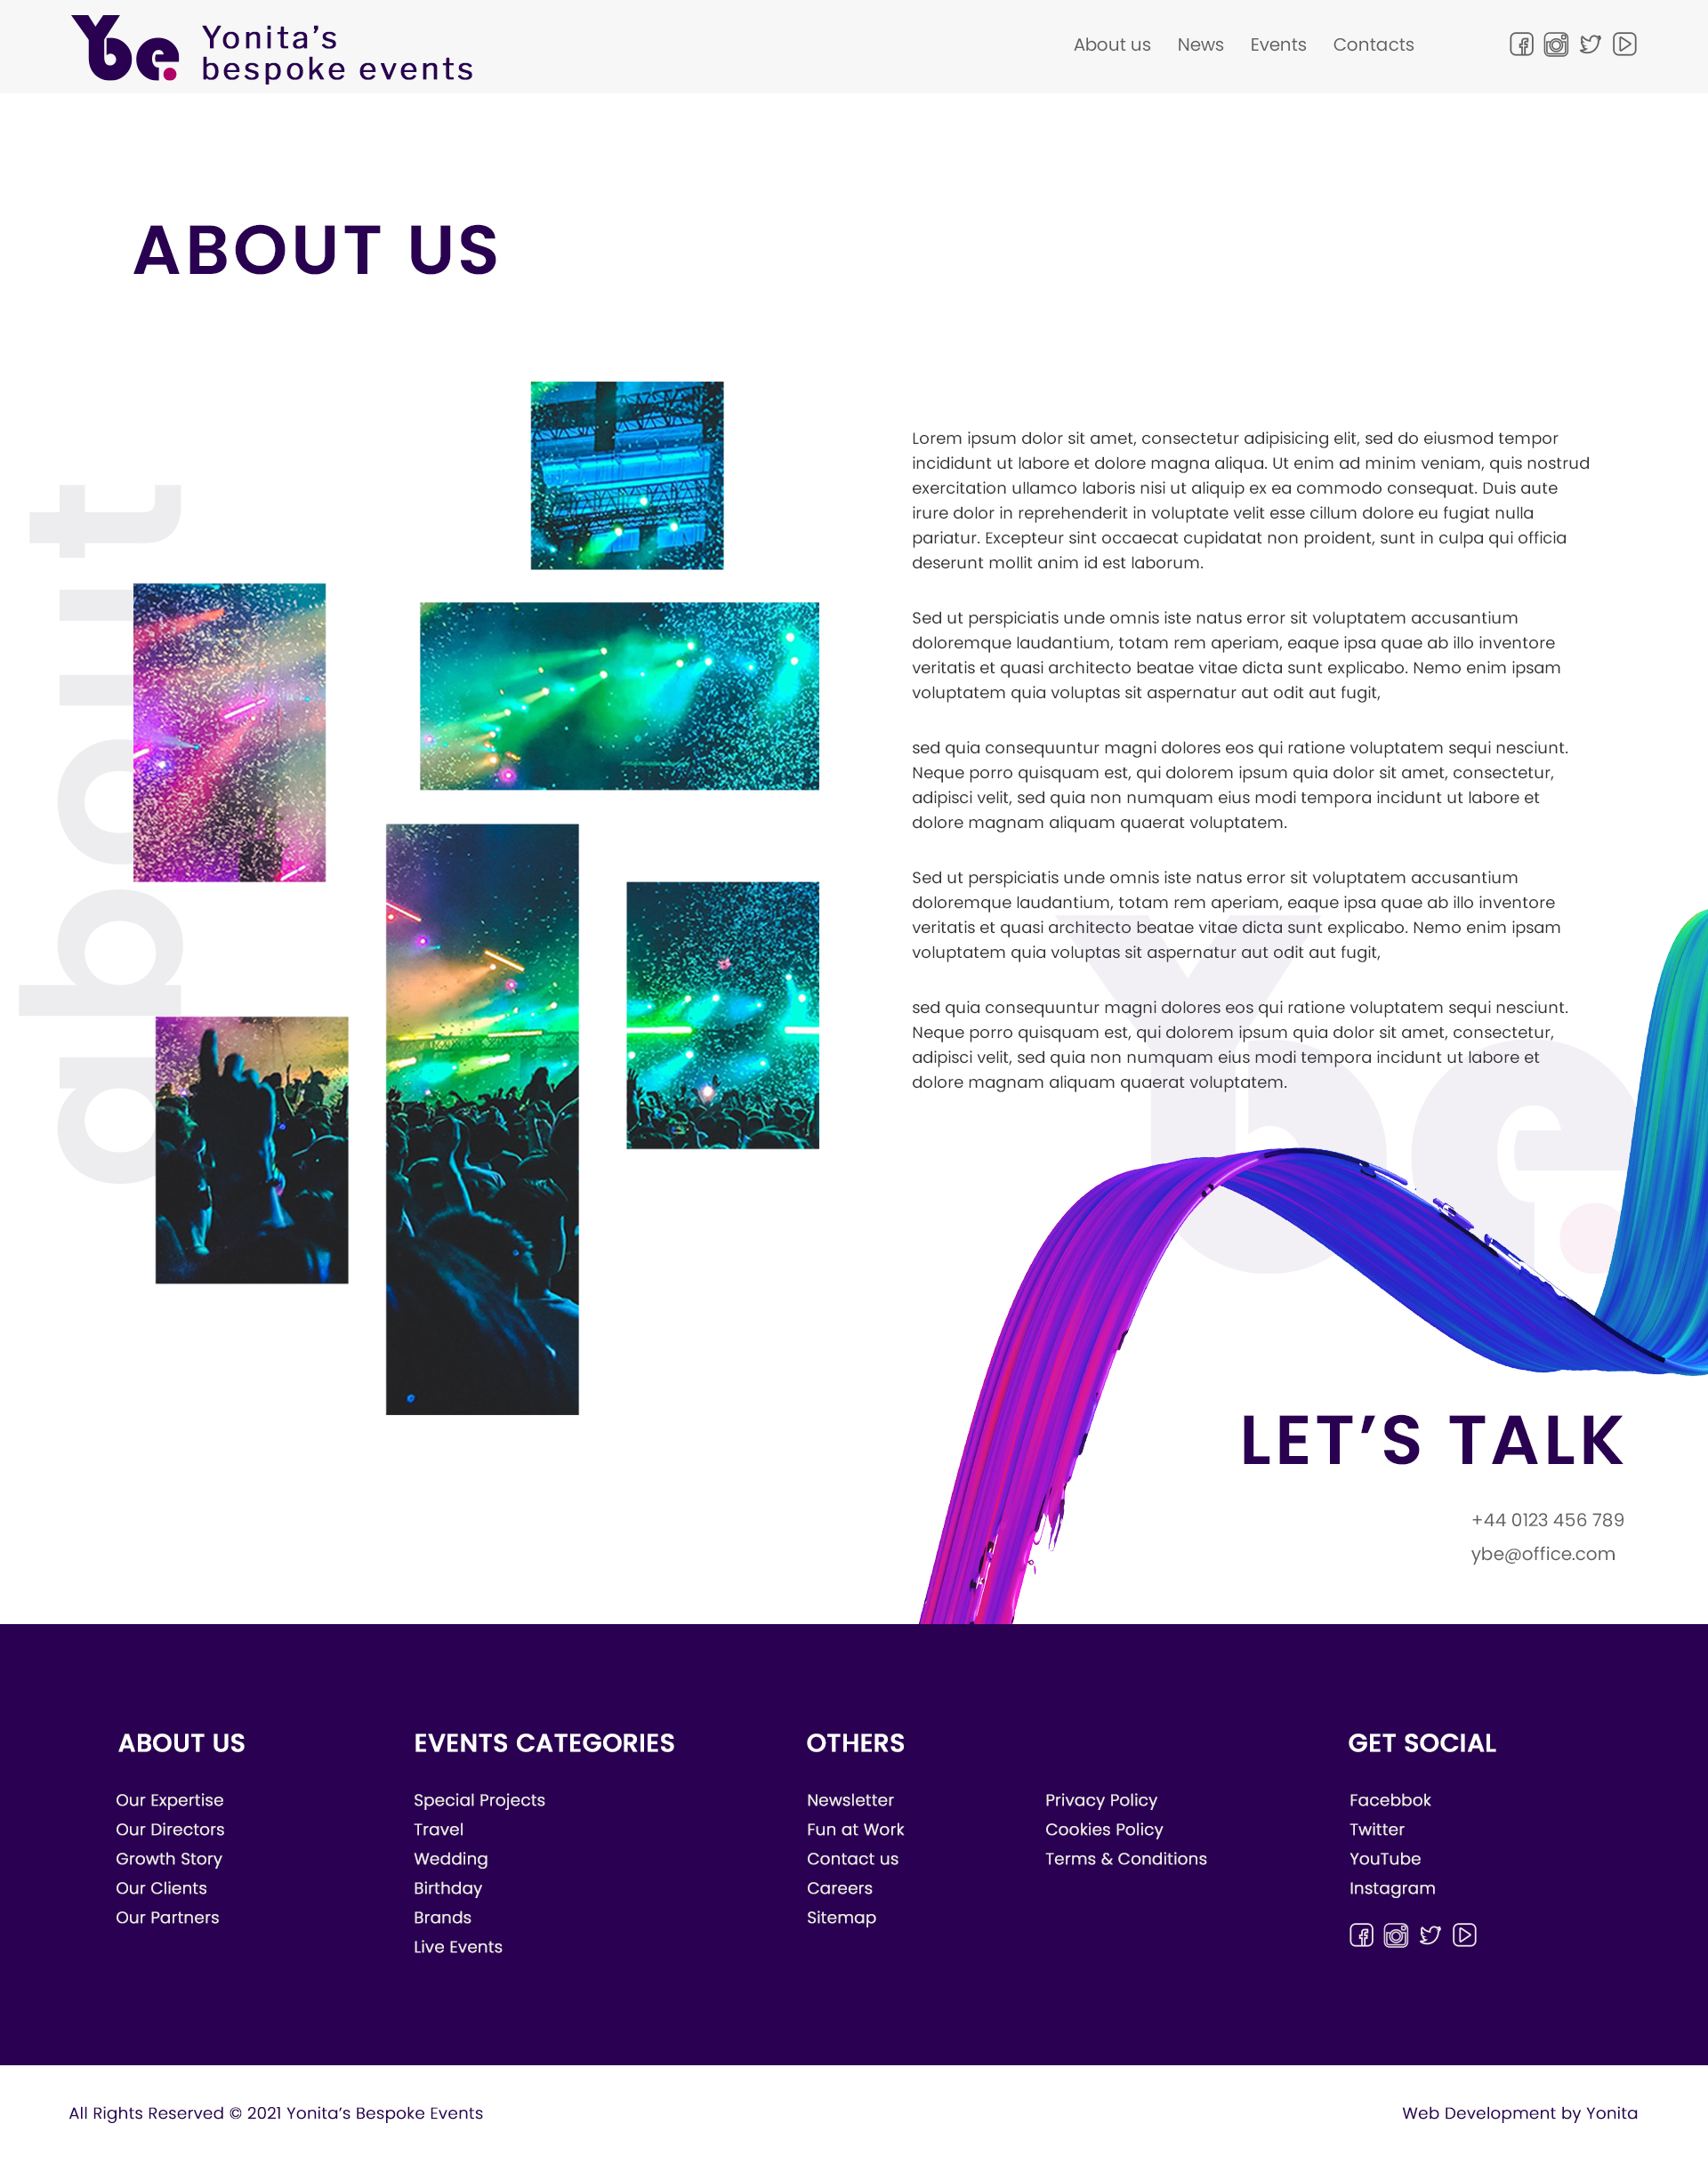 Ybe.
Yonita’s
bespoke events
About us News Events Contacts
ABOUT US
about
Lorem ipsum dolor sit amet, consectetur adipisicing elit, sed do eiusmod tempor
incididunt ut labore et dolore magna aliqua. Ut enim ad minim veniam, quis nostrud
exercitation ullamco laboris nisi ut aliquip ex ea commodo consequat. Duis aute
irure dolor in reprehenderit in voluptate velit esse cillum dolore eu fugiat nulla
pariatur. Excepteur sint occaecat cupidatat non proident, sunt in culpa qui officia
deserunt mollit anim id est laborum.
Sed ut perspiciatis unde omnis iste natus error sit voluptatem accusantium
doloremque laudantium, totam rem aperiam, eaque ipsa quae ab illo inventore
veritatis et quasi architecto beatae vitae dicta sunt explicabo. Nemo enim ipsam
voluptatem quia voluptas sit aspernatur aut odit aut fugit,
sed quia consequuntur magni dolores eos qui ratione voluptatem sequi nesciunt.
Neque porro quisquam est, qui dolorem ipsum quia dolor sit amet, consectetur,
adipisci velit, sed quia non numquam eius modi tempora incidunt ut labore et
dolore magnam aliquam quaerat voluptatem.
Sed ut perspiciatis unde omnis iste natus error sit voluptatem accusantium
doloremque laudantium, totam rem aperiam, eaque ipsa quae ab illo inventore
veritatis et quasi architecto beatae vitae dicta sunt explicabo. Nemo enim ipsam
voluptatem quia voluptas sit aspernatur aut odit aut fugit,
sed quia consequuntur magni dolores eos qui ratione voluptatem sequi nesciunt.
Neque porro quisquam est, qui dolorem ipsum quia dolor sit amet, consectetur,
adipisci velit, sed quia non numquam eius modi tempora incidunt ut labore et
dolore magnam aliquam quaerat voluptatem.
Ybe.
LET’S TALK
+44 0123 456 789
ybe@office.com
ABOUT US
Our Expertise
Our Directors
Growth Story
Our Clients
Our Partners
EVENTS CATEGORIES
Special Projects
Travel
Wedding
Birthday
Brands
Live Events
OTHERS
Newsletter
Fun at Work
Contact us
Careers
Sitemap
Privacy Policy
Cookies Policy
Terms & Conditions
GET SOCIAL
Facebbok
Twitter
YouTube
Instagram
All Rights Reserved © 2021 Yonita’s Bespoke Events
Web Development by Yonita